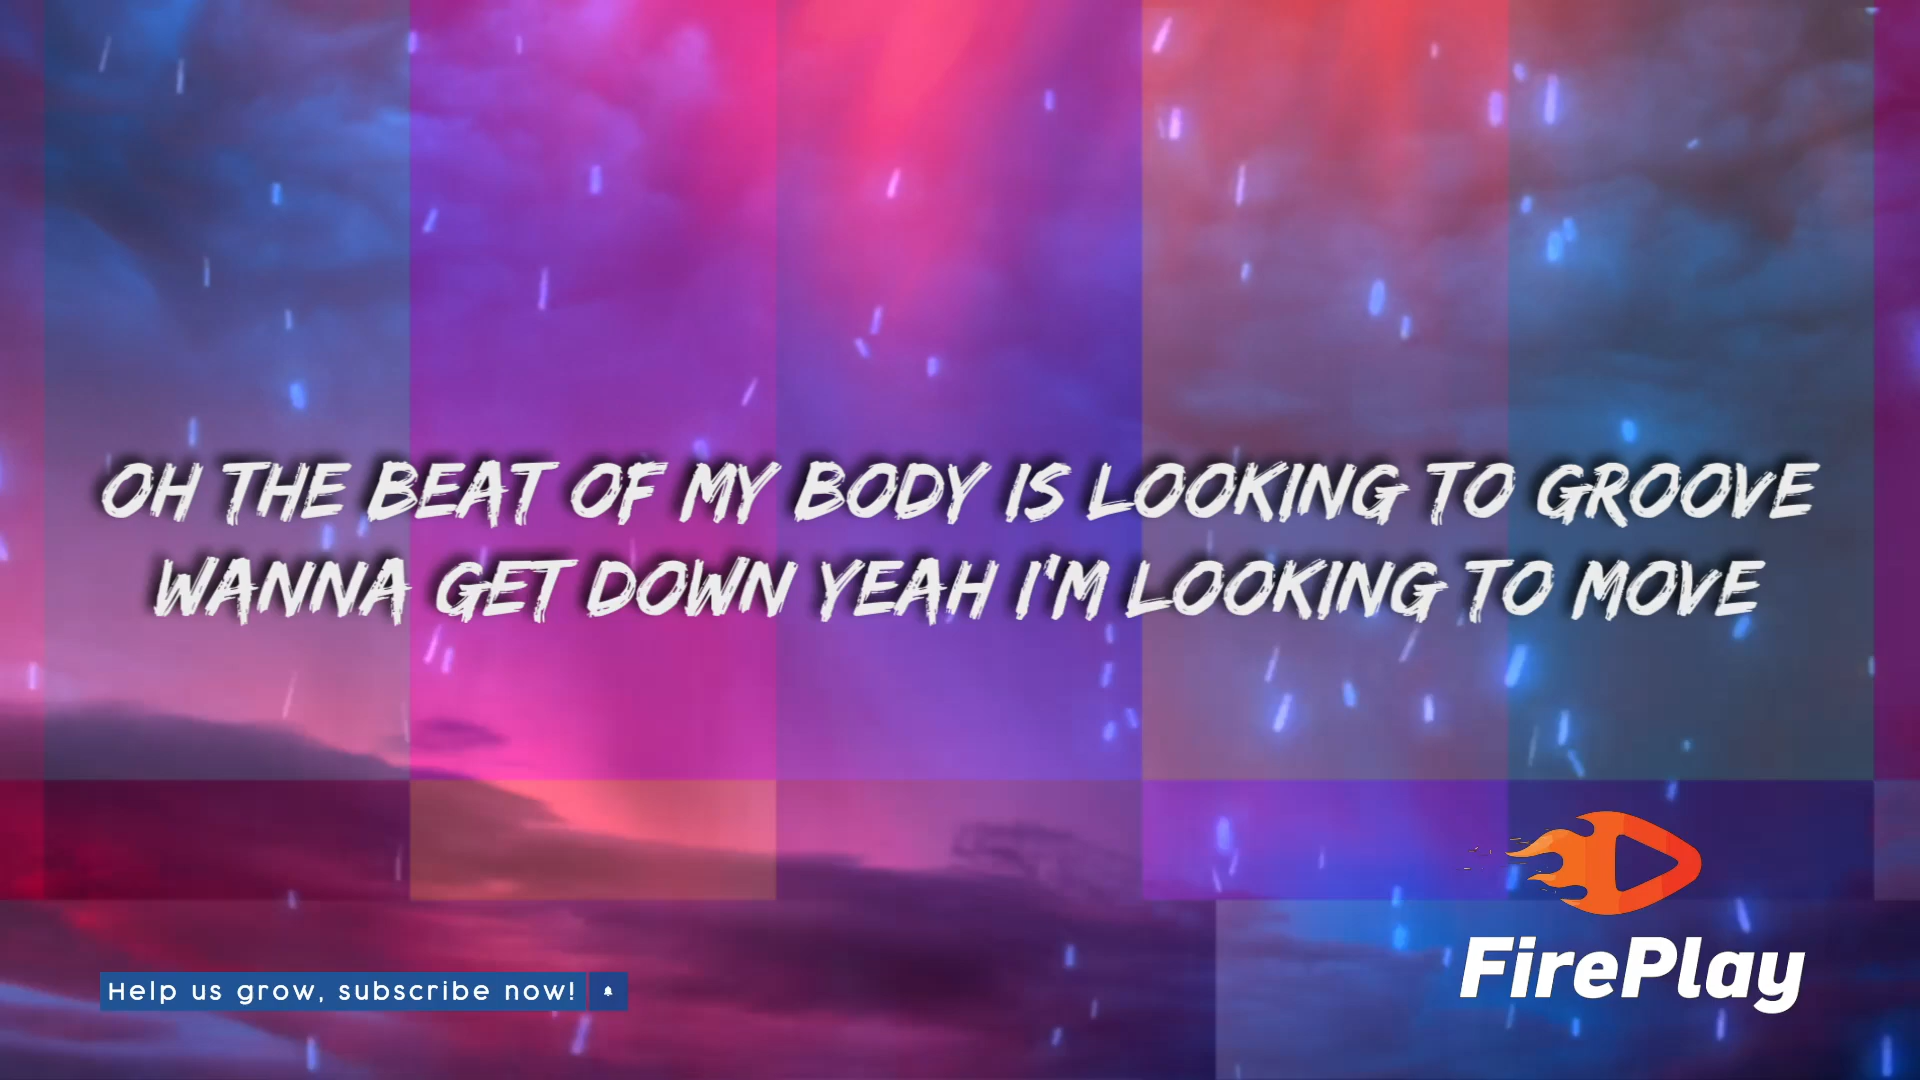 OH THE BEAT OF MY BODY IS LOOKING TO GROOVE
WANNA GET DOWN YEAH I'M LOOKING TO MOVE
FirePlay
Help us grow, subscribe now!